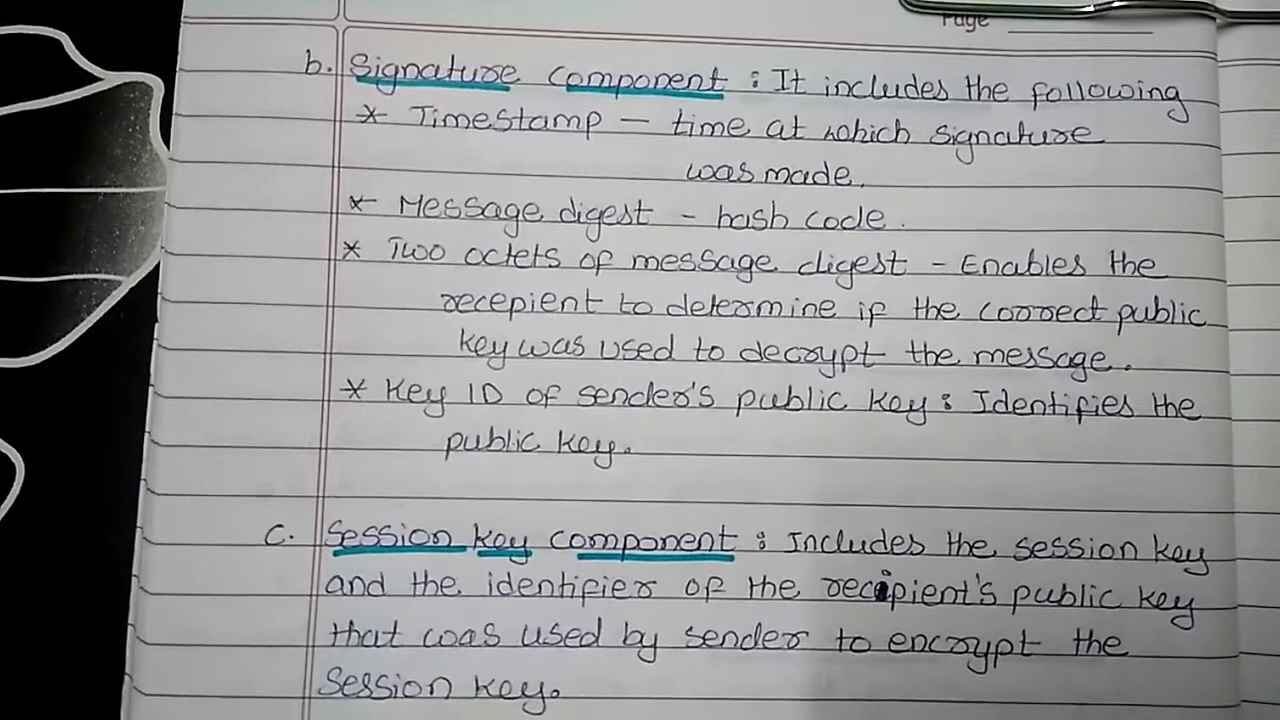 Page
b. Signature component : It includes the following
* Timestamp – time at which signature
was made.
* Message digest – hash code.
* Two octets of message digest – Enables the
recepient to determine if the correct public
key was used to decrypt the message.
* Key ID of sender's public key : Identifies the
public key.
c. Session key component : Includes the session key
and the identifier of the recipient's public key
that was used by sender to encrypt the
session key.